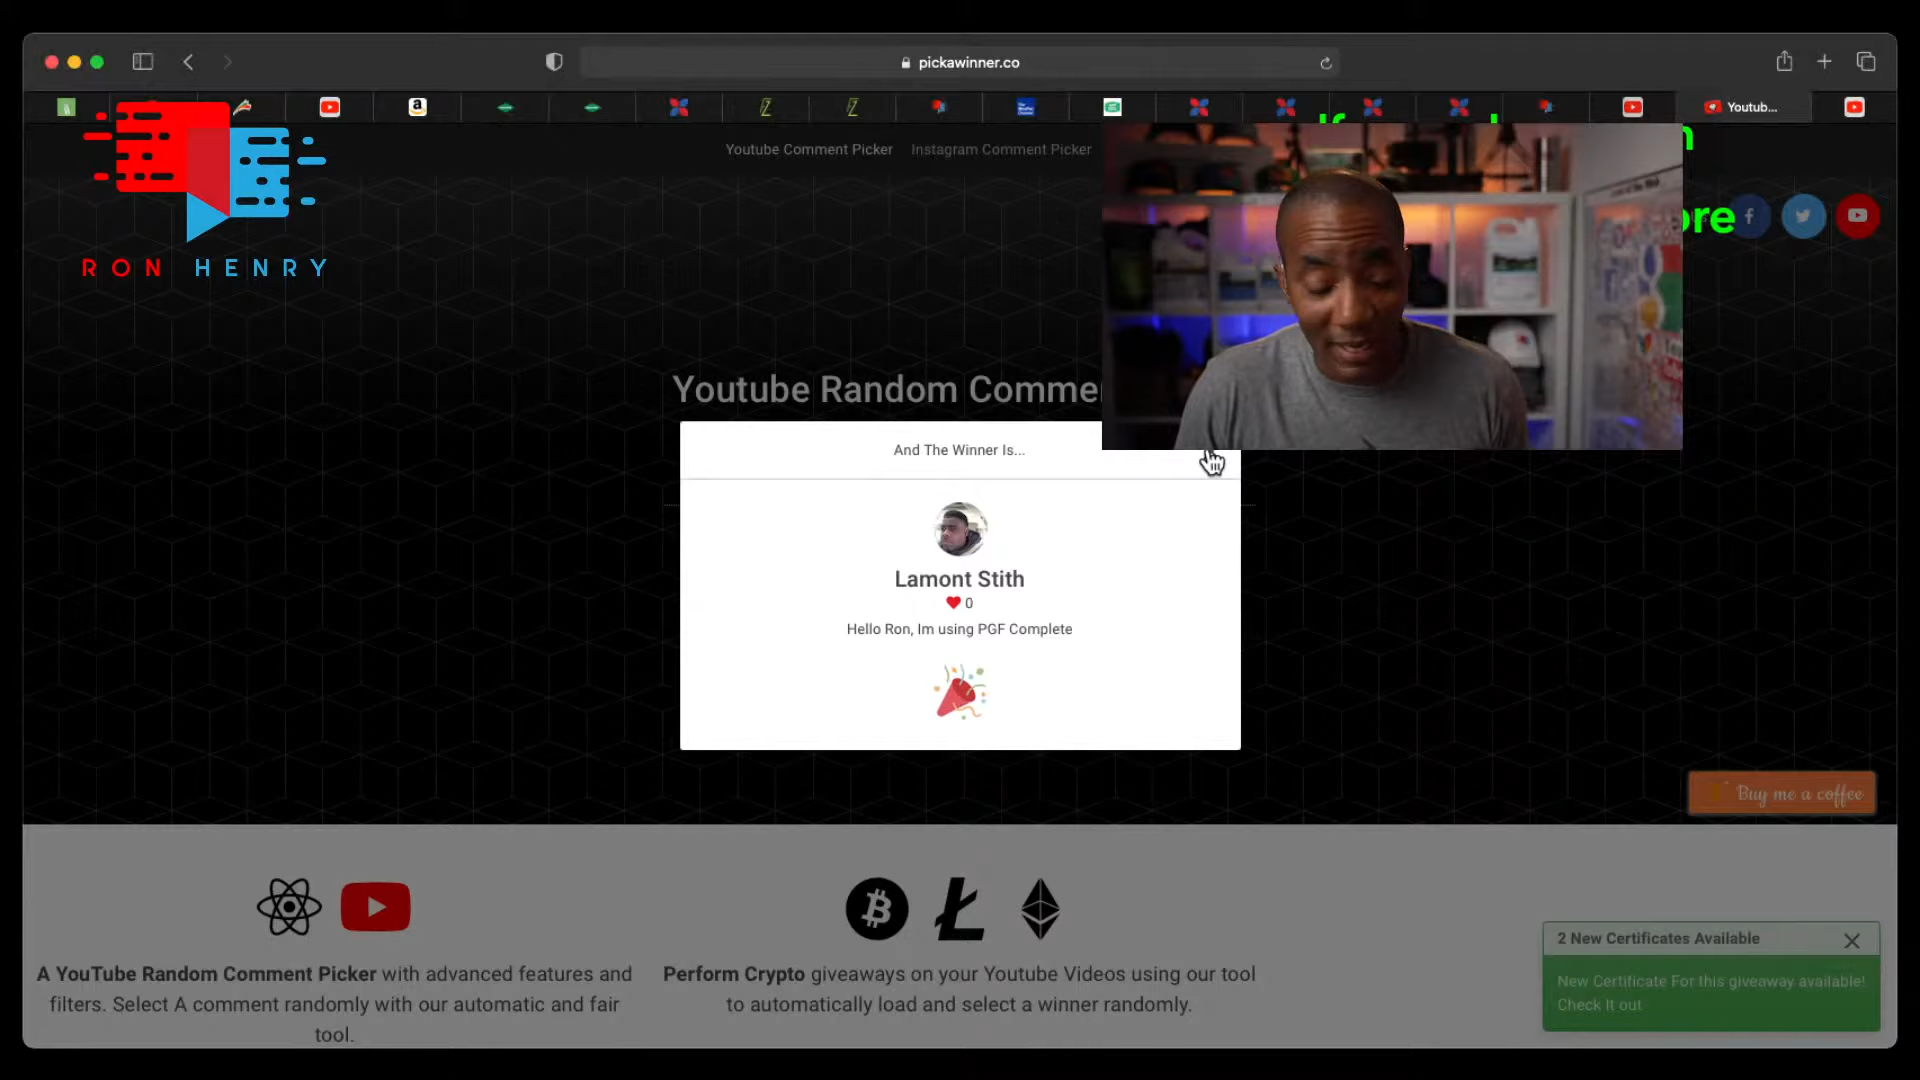 pickawinner.co
Youtub...
Youtube Comment Picker
Instagram Comment Picker
RON HENRY
Youtube Random
And The Winner Is...
Lamont Stith
0
Hello Ron, Im using PGF Complete
Buy me a coffee
A YouTube Random Comment Picker with advanced features and
filters. Select A comment randomly with our automatic and fair
tool.
Perform Crypto giveaways on your Youtube Videos using our tool
to automatically load and select a winner randomly.
2 New Certificates Available
New Certificate For this giveaway available!
Check It out